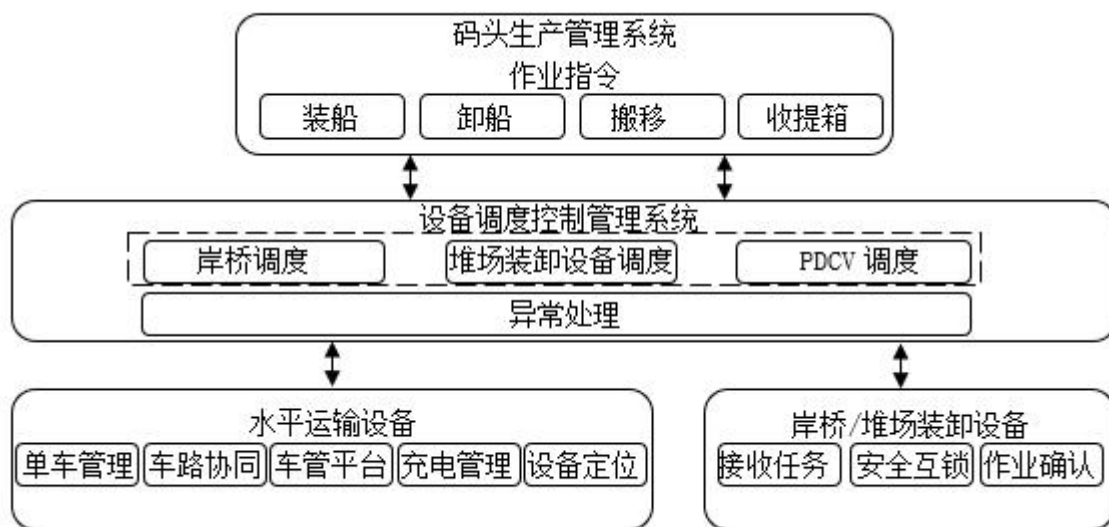 码头生产管理系统
作业指令
装船 卸船 搬移 收提箱
设备调度控制管理系统
岸桥调度 堆场装卸设备调度 PDCV 调度
异常处理
水平运输设备
单车管理 车路协同 车管平台 充电管理 设备定位
岸桥/堆场装卸设备
接收任务 安全互锁 作业确认